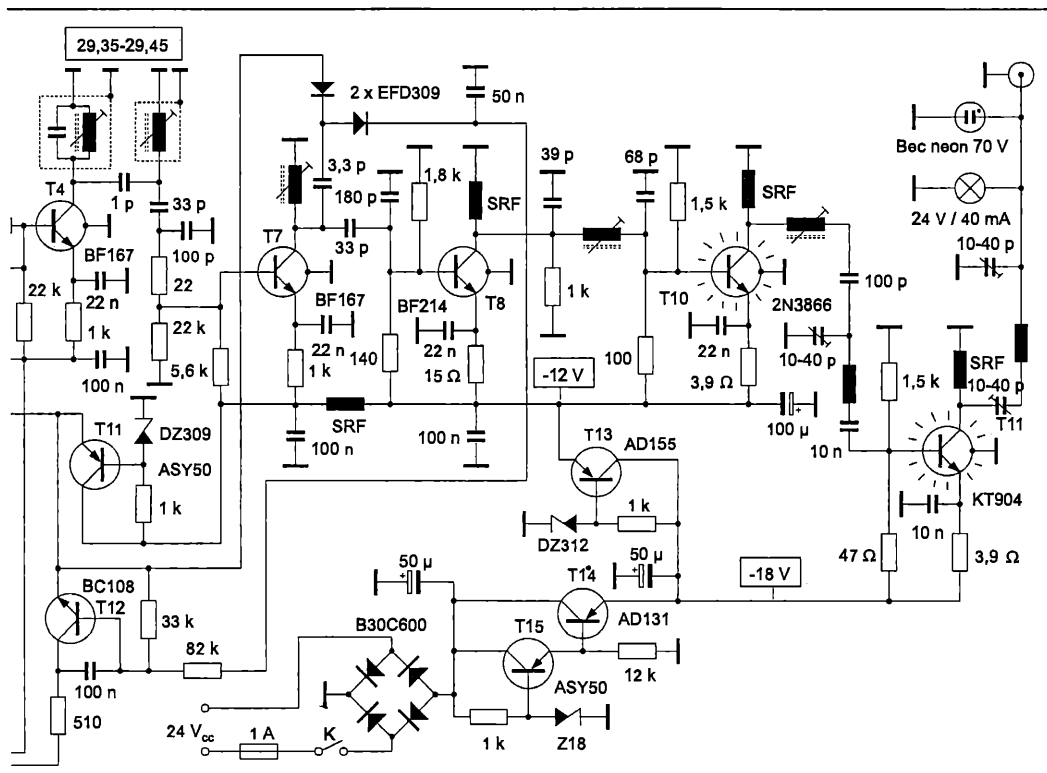 29,35-29,45
2 x EFD309
50 n
Bec neon 70 V
24 V / 40 mA
10-40 p
T4
1 p
33 p
100 p
BF167
22 n
22
22 k
1 k
22 k
100 n
5,6 k
T7
3,3 p
180 p
33 p
1,8 k
SRF
BF167
22 n
1 k
140
BF214
T8
22 n
15 Ω
SRF
100 n
100 n
39 p
68 p
1 k
1,5 k
SRF
T10
2N3866
22 n
100
3,9 Ω
-12 V
100 µ
+
100 p
10-40 p
10 n
1,5 k
SRF
10-40 p
T11
KT904
10 n
47 Ω
3,9 Ω
DZ309
T11
ASY50
1 k
T13
AD155
1 k
DZ312
50 µ
+
50 µ
+
T14
AD131
-18 V
T15
ASY50
12 k
1 k
Z18
BC108
T12
33 k
82 k
100 n
510
B30C600
24 Vcc
1 A
K